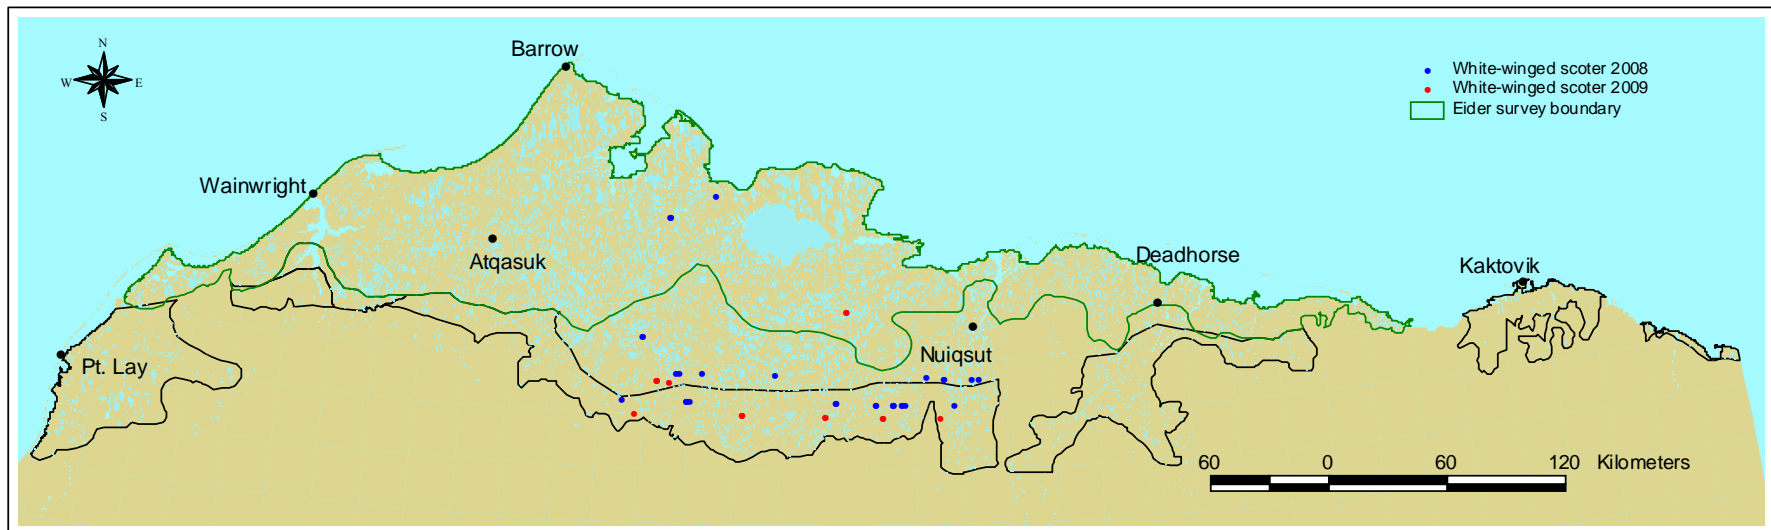 N
W E
S
Barrow
White-winged scoter 2008
White-winged scoter 2009
Eider survey boundary
Wainwright
Atqasuk
Deadhorse
Kaktovik
Pt. Lay
Nuiqsut
60 0 60 120 Kilometers